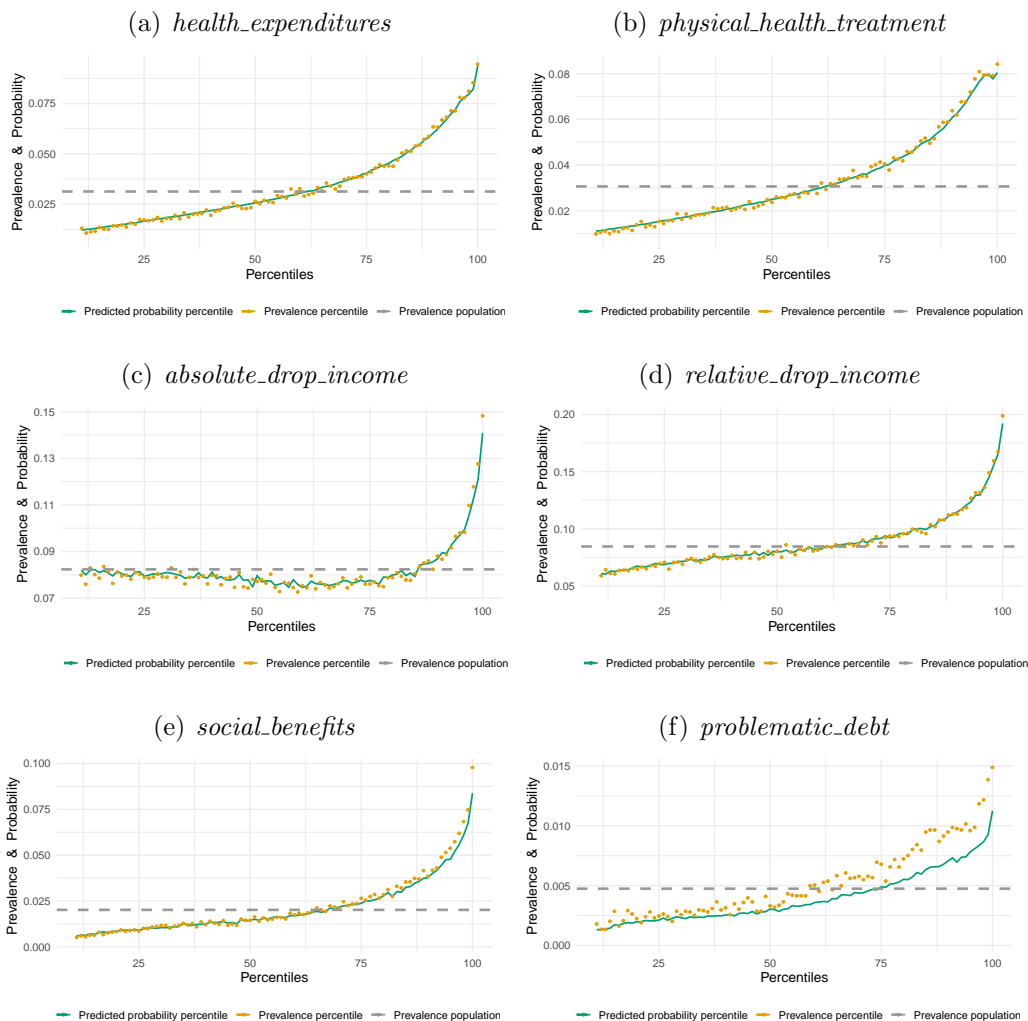 (a) health_expenditures
Prevalence & Probability
0.075
0.050
0.025
25 50 75 100
Percentiles
Predicted probability percentile Prevalence percentile Prevalence population
(b) physical_health_treatment
Prevalence & Probability
0.08
0.06
0.04
0.02
25 50 75 100
Percentiles
Predicted probability percentile Prevalence percentile Prevalence population
(c) absolute_drop_income
Prevalence & Probability
0.15
0.13
0.11
0.09
0.07
25 50 75 100
Percentiles
Predicted probability percentile Prevalence percentile Prevalence population
(d) relative_drop_income
Prevalence & Probability
0.20
0.15
0.10
0.05
25 50 75 100
Percentiles
Predicted probability percentile Prevalence percentile Prevalence population
(e) social_benefits
Prevalence & Probability
0.100
0.075
0.050
0.025
0.000
25 50 75 100
Percentiles
Predicted probability percentile Prevalence percentile Prevalence population
(f) problematic_debt
Prevalence & Probability
0.015
0.010
0.005
0.000
25 50 75 100
Percentiles
Predicted probability percentile Prevalence percentile Prevalence population